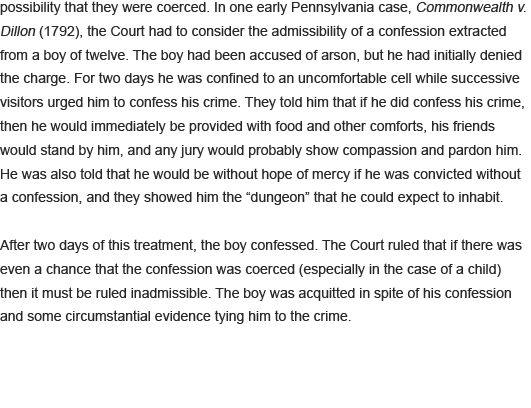 possibility that they were coerced. In one early Pennsylvania case, Commonwealth v.
Dillon (1792), the Court had to consider the admissibility of a confession extracted
from a boy of twelve. The boy had been accused of arson, but he had initially denied
the charge. For two days he was confined to an uncomfortable cell while successive
visitors urged him to confess his crime. They told him that if he did confess his crime,
then he would immediately be provided with food and other comforts, his friends
would stand by him, and any jury would probably show compassion and pardon him.
He was also told that he would be without hope of mercy if he was convicted without
a confession, and they showed him the “dungeon” that he could expect to inhabit.
After two days of this treatment, the boy confessed. The Court ruled that if there was
even a chance that the confession was coerced (especially in the case of a child)
then it must be ruled inadmissible. The boy was acquitted in spite of his confession
and some circumstantial evidence tying him to the crime.